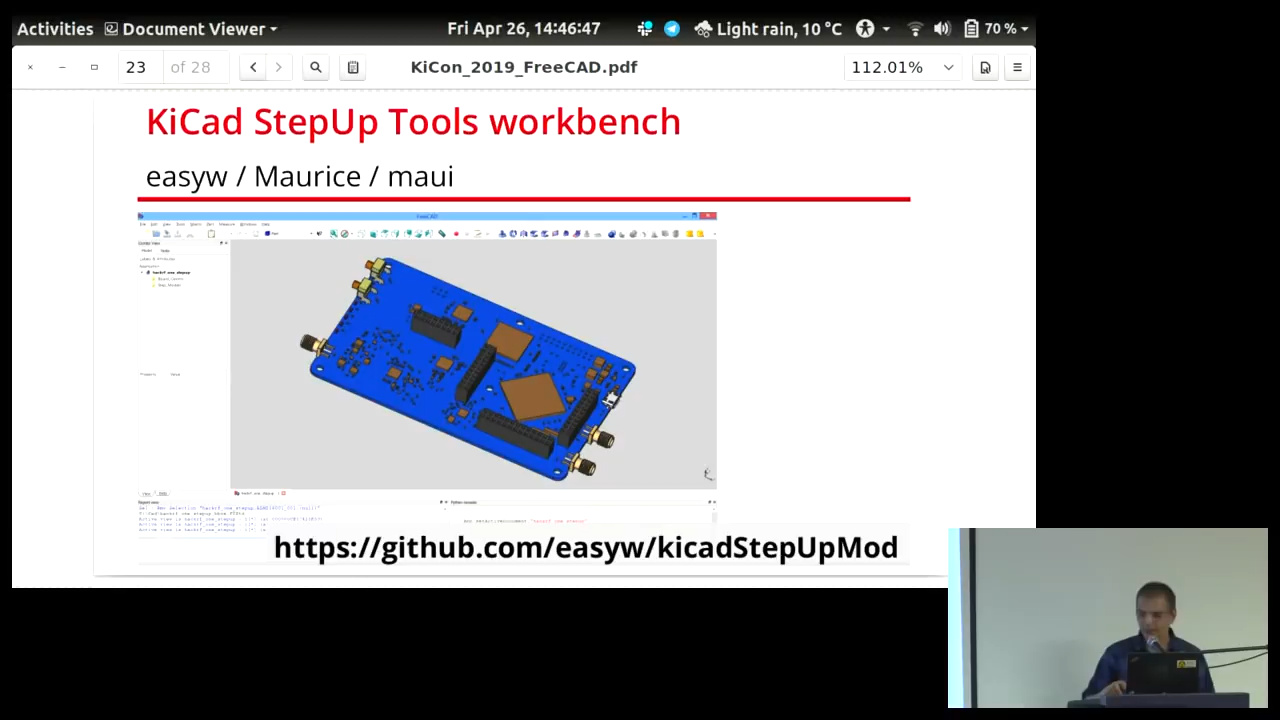 Activities Document Viewer Fri Apr 26, 14:46:47 Light rain, 10 °C 70 %
23 of 28 KiCon_2019_FreeCAD.pdf 112.01%
KiCad StepUp Tools workbench
easyw / Maurice / maui
https://github.com/easyw/kicadStepUpMod